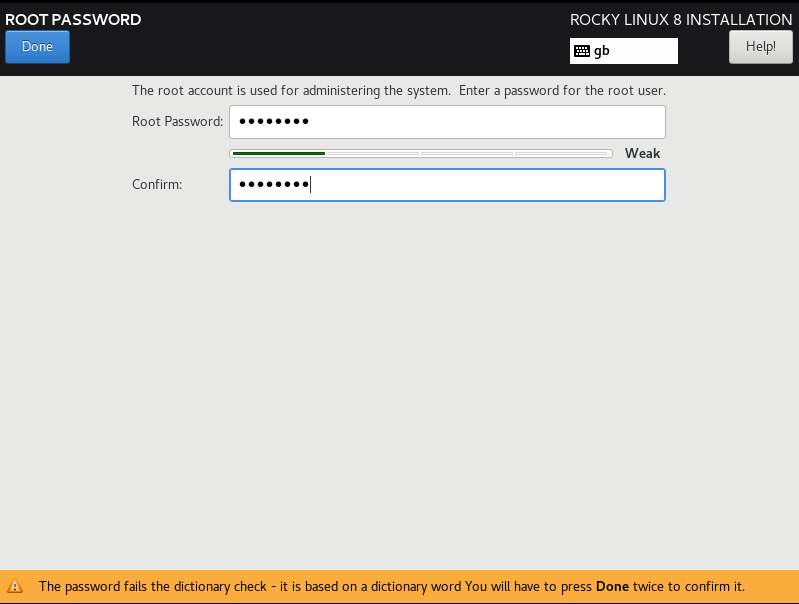 ROOT PASSWORD
ROCKY LINUX 8 INSTALLATION
Done
gb
Help!
The root account is used for administering the system.  Enter a password for the root user.
Root Password: ••••••••
Weak
Confirm: ••••••••
The password fails the dictionary check - it is based on a dictionary word You will have to press Done twice to confirm it.